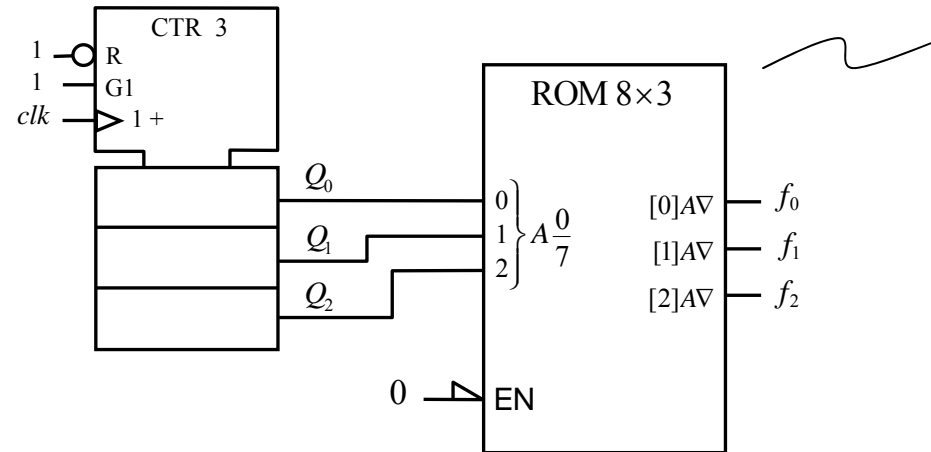 CTR 3
1 R
1 G1
clk 1 +
ROM 8×3
Q₀ 0 [0]A∇ f₀
Q₁ 1 A 0/7 [1]A∇ f₁
Q₂ 2 [2]A∇ f₂
0 EN